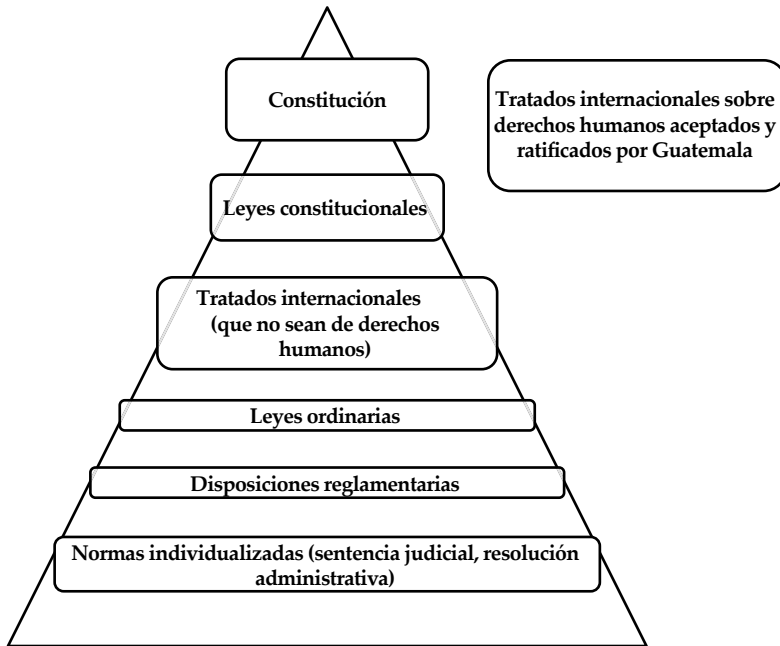 Constitución
Tratados internacionales sobre
derechos humanos aceptados y
ratificados por Guatemala
Leyes constitucionales
Tratados internacionales
(que no sean de derechos
humanos)
Leyes ordinarias
Disposiciones reglamentarias
Normas individualizadas (sentencia judicial, resolución
administrativa)